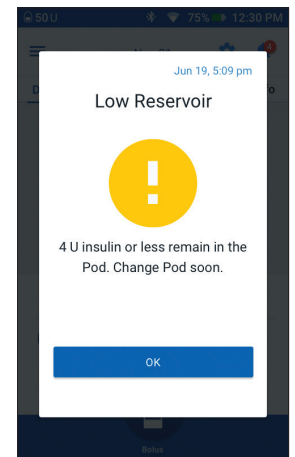 50 U 75% 12:30 PM
Jun 19, 5:09 pm
Low Reservoir
!
4 U insulin or less remain in the
Pod. Change Pod soon.
OK
Bolus